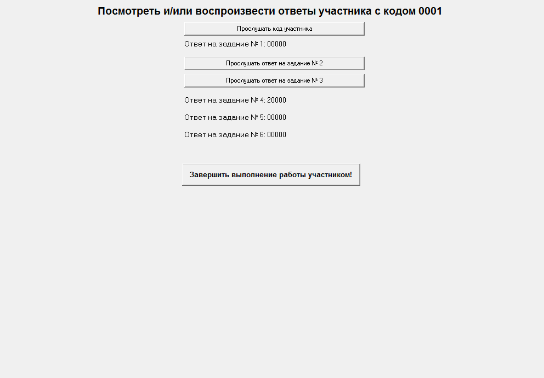 Посмотреть и/или воспроизвести ответы участника с кодом 0001
Прослушать код участника
Ответ на задание № 1: 00000
Прослушать ответ на задание № 2
Прослушать ответ на задание № 3
Ответ на задание № 4: 20000
Ответ на задание № 5: 00000
Ответ на задание № 6: 00000
Завершить выполнение работы участником!